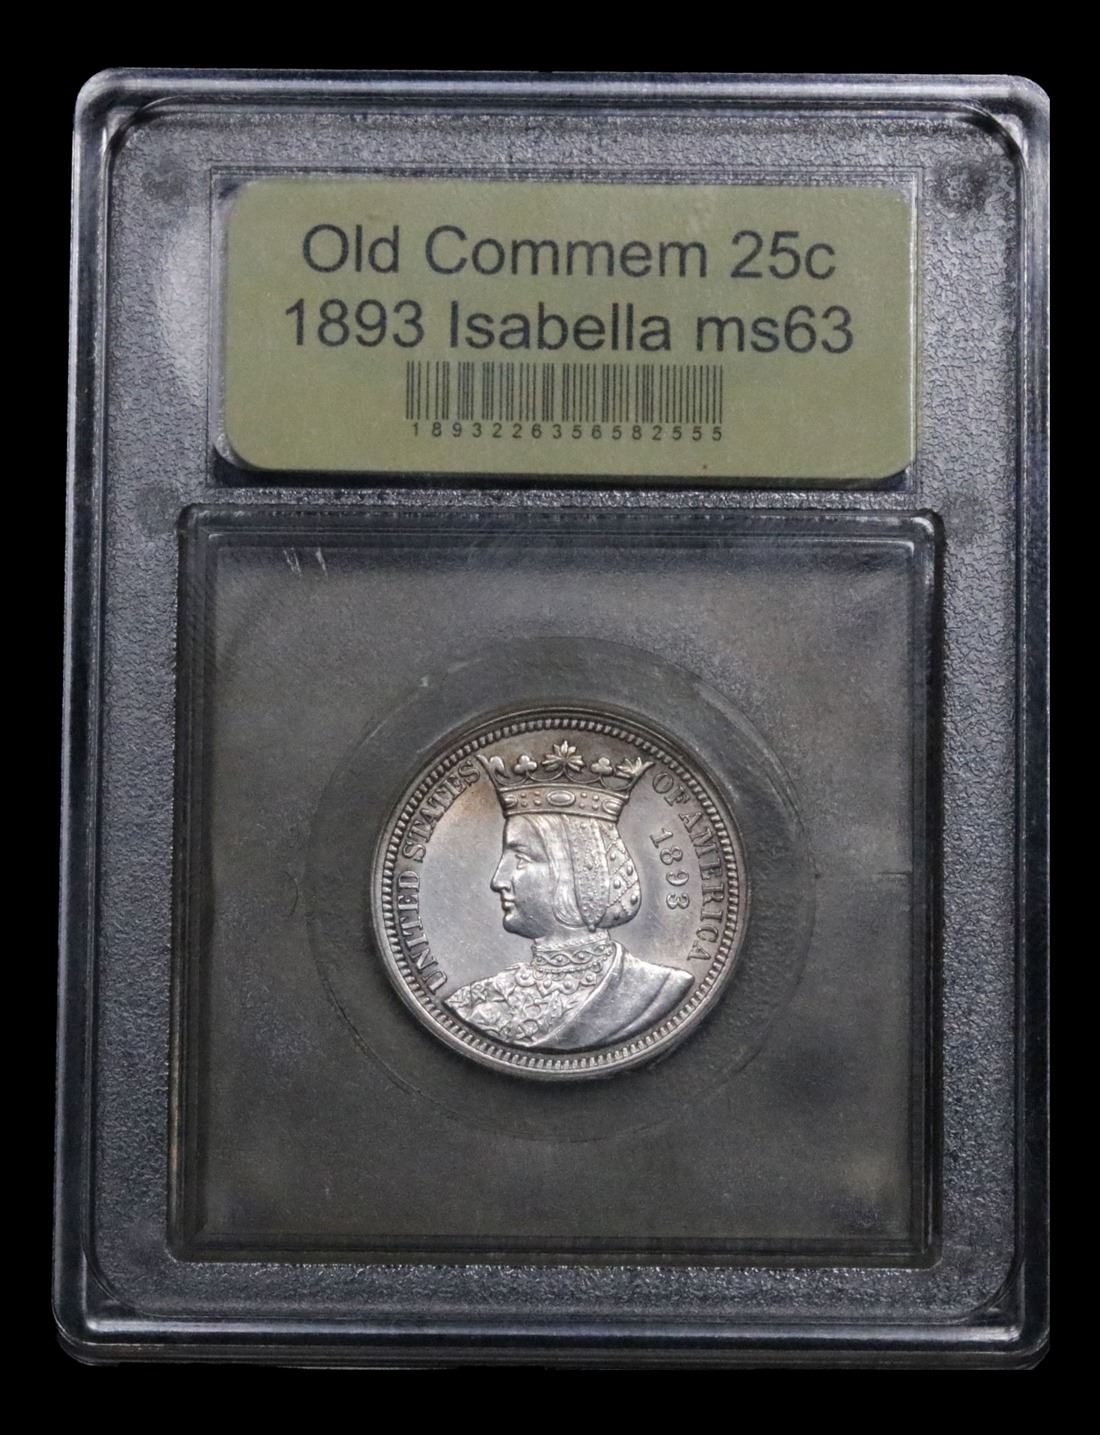 Old Commem 25c
1893 Isabella ms63
1893226356582555
UNITED STATES OF AMERICA
1893